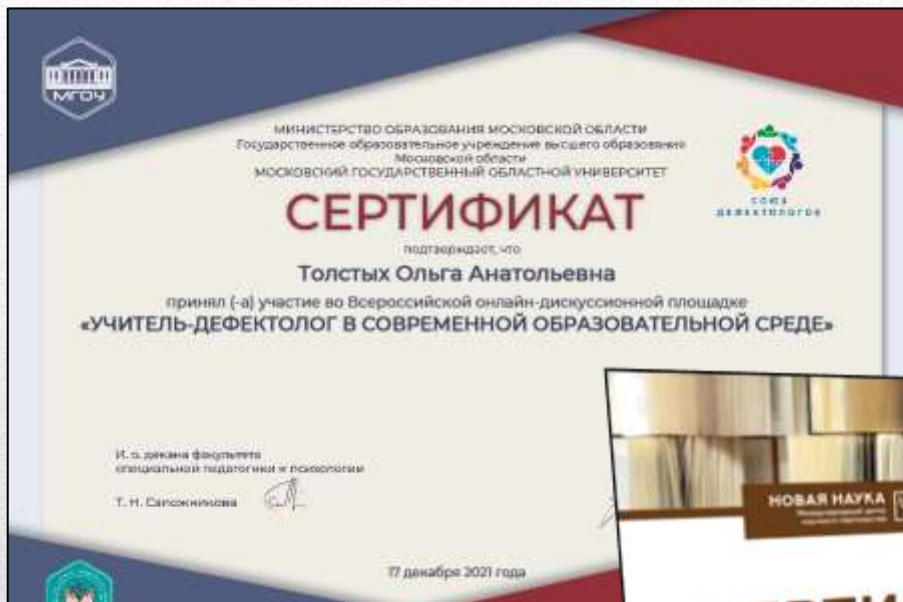 МГОУ
МИНИСТЕРСТВО ОБРАЗОВАНИЯ МОСКОВСКОЙ ОБЛАСТИ
Государственное образовательное учреждение высшего образования
Московской области
МОСКОВСКИЙ ГОСУДАРСТВЕННЫЙ ОБЛАСТНОЙ УНИВЕРСИТЕТ
СОЮЗ
ДЕФЕКТОЛОГОВ
СЕРТИФИКАТ
подтверждает, что
Толстых Ольга Анатольевна
принял (-а) участие во Всероссийской онлайн-дискуссионной площадке
«УЧИТЕЛЬ-ДЕФЕКТОЛОГ В СОВРЕМЕННОЙ ОБРАЗОВАТЕЛЬНОЙ СРЕДЕ»
И. о. декана факультета
специальной педагогики и психологии
Т. Н. Сапожникова
НОВАЯ НАУКА
17 декабря 2021 года